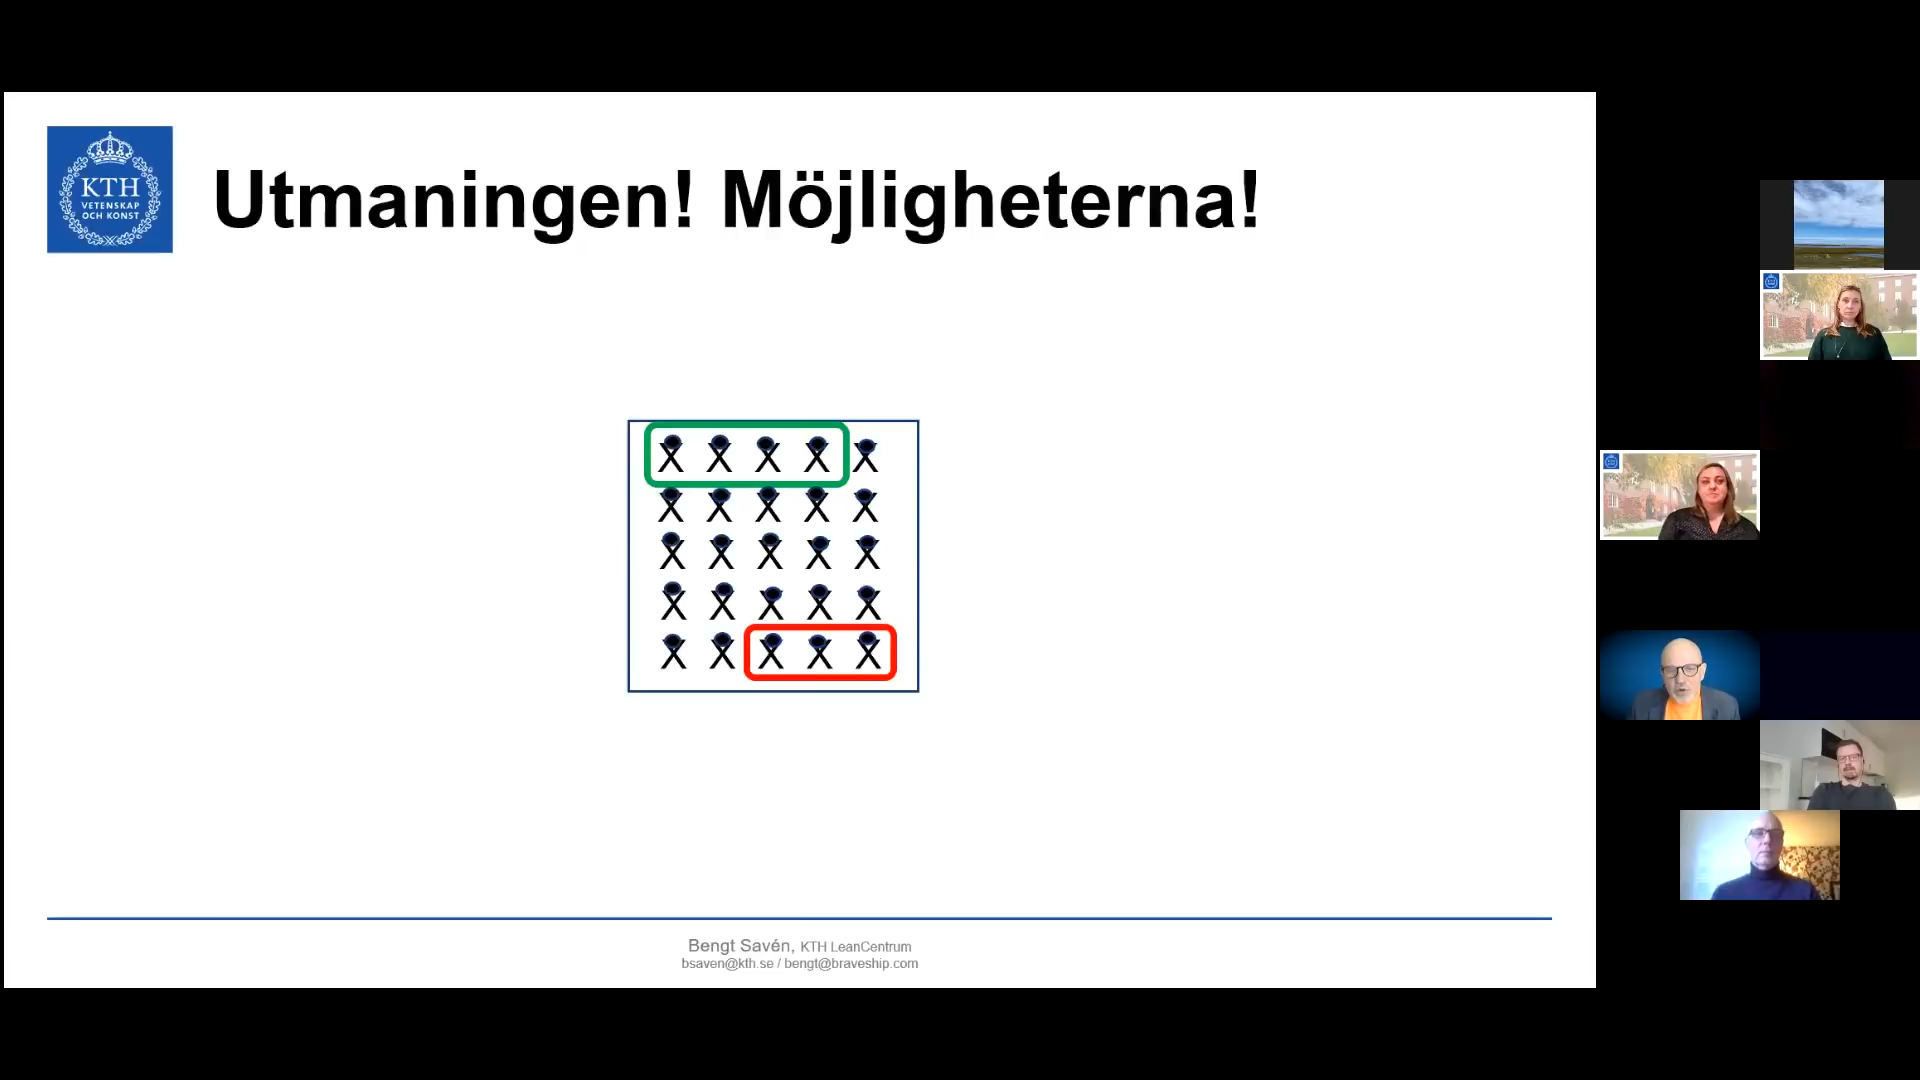 KTH
VETENSKAP
OCH KONST
Utmaningen! Möjligheterna!
Bengt Savén, KTH LeanCentrum
bsaven@kth.se / bengt@braveship.com